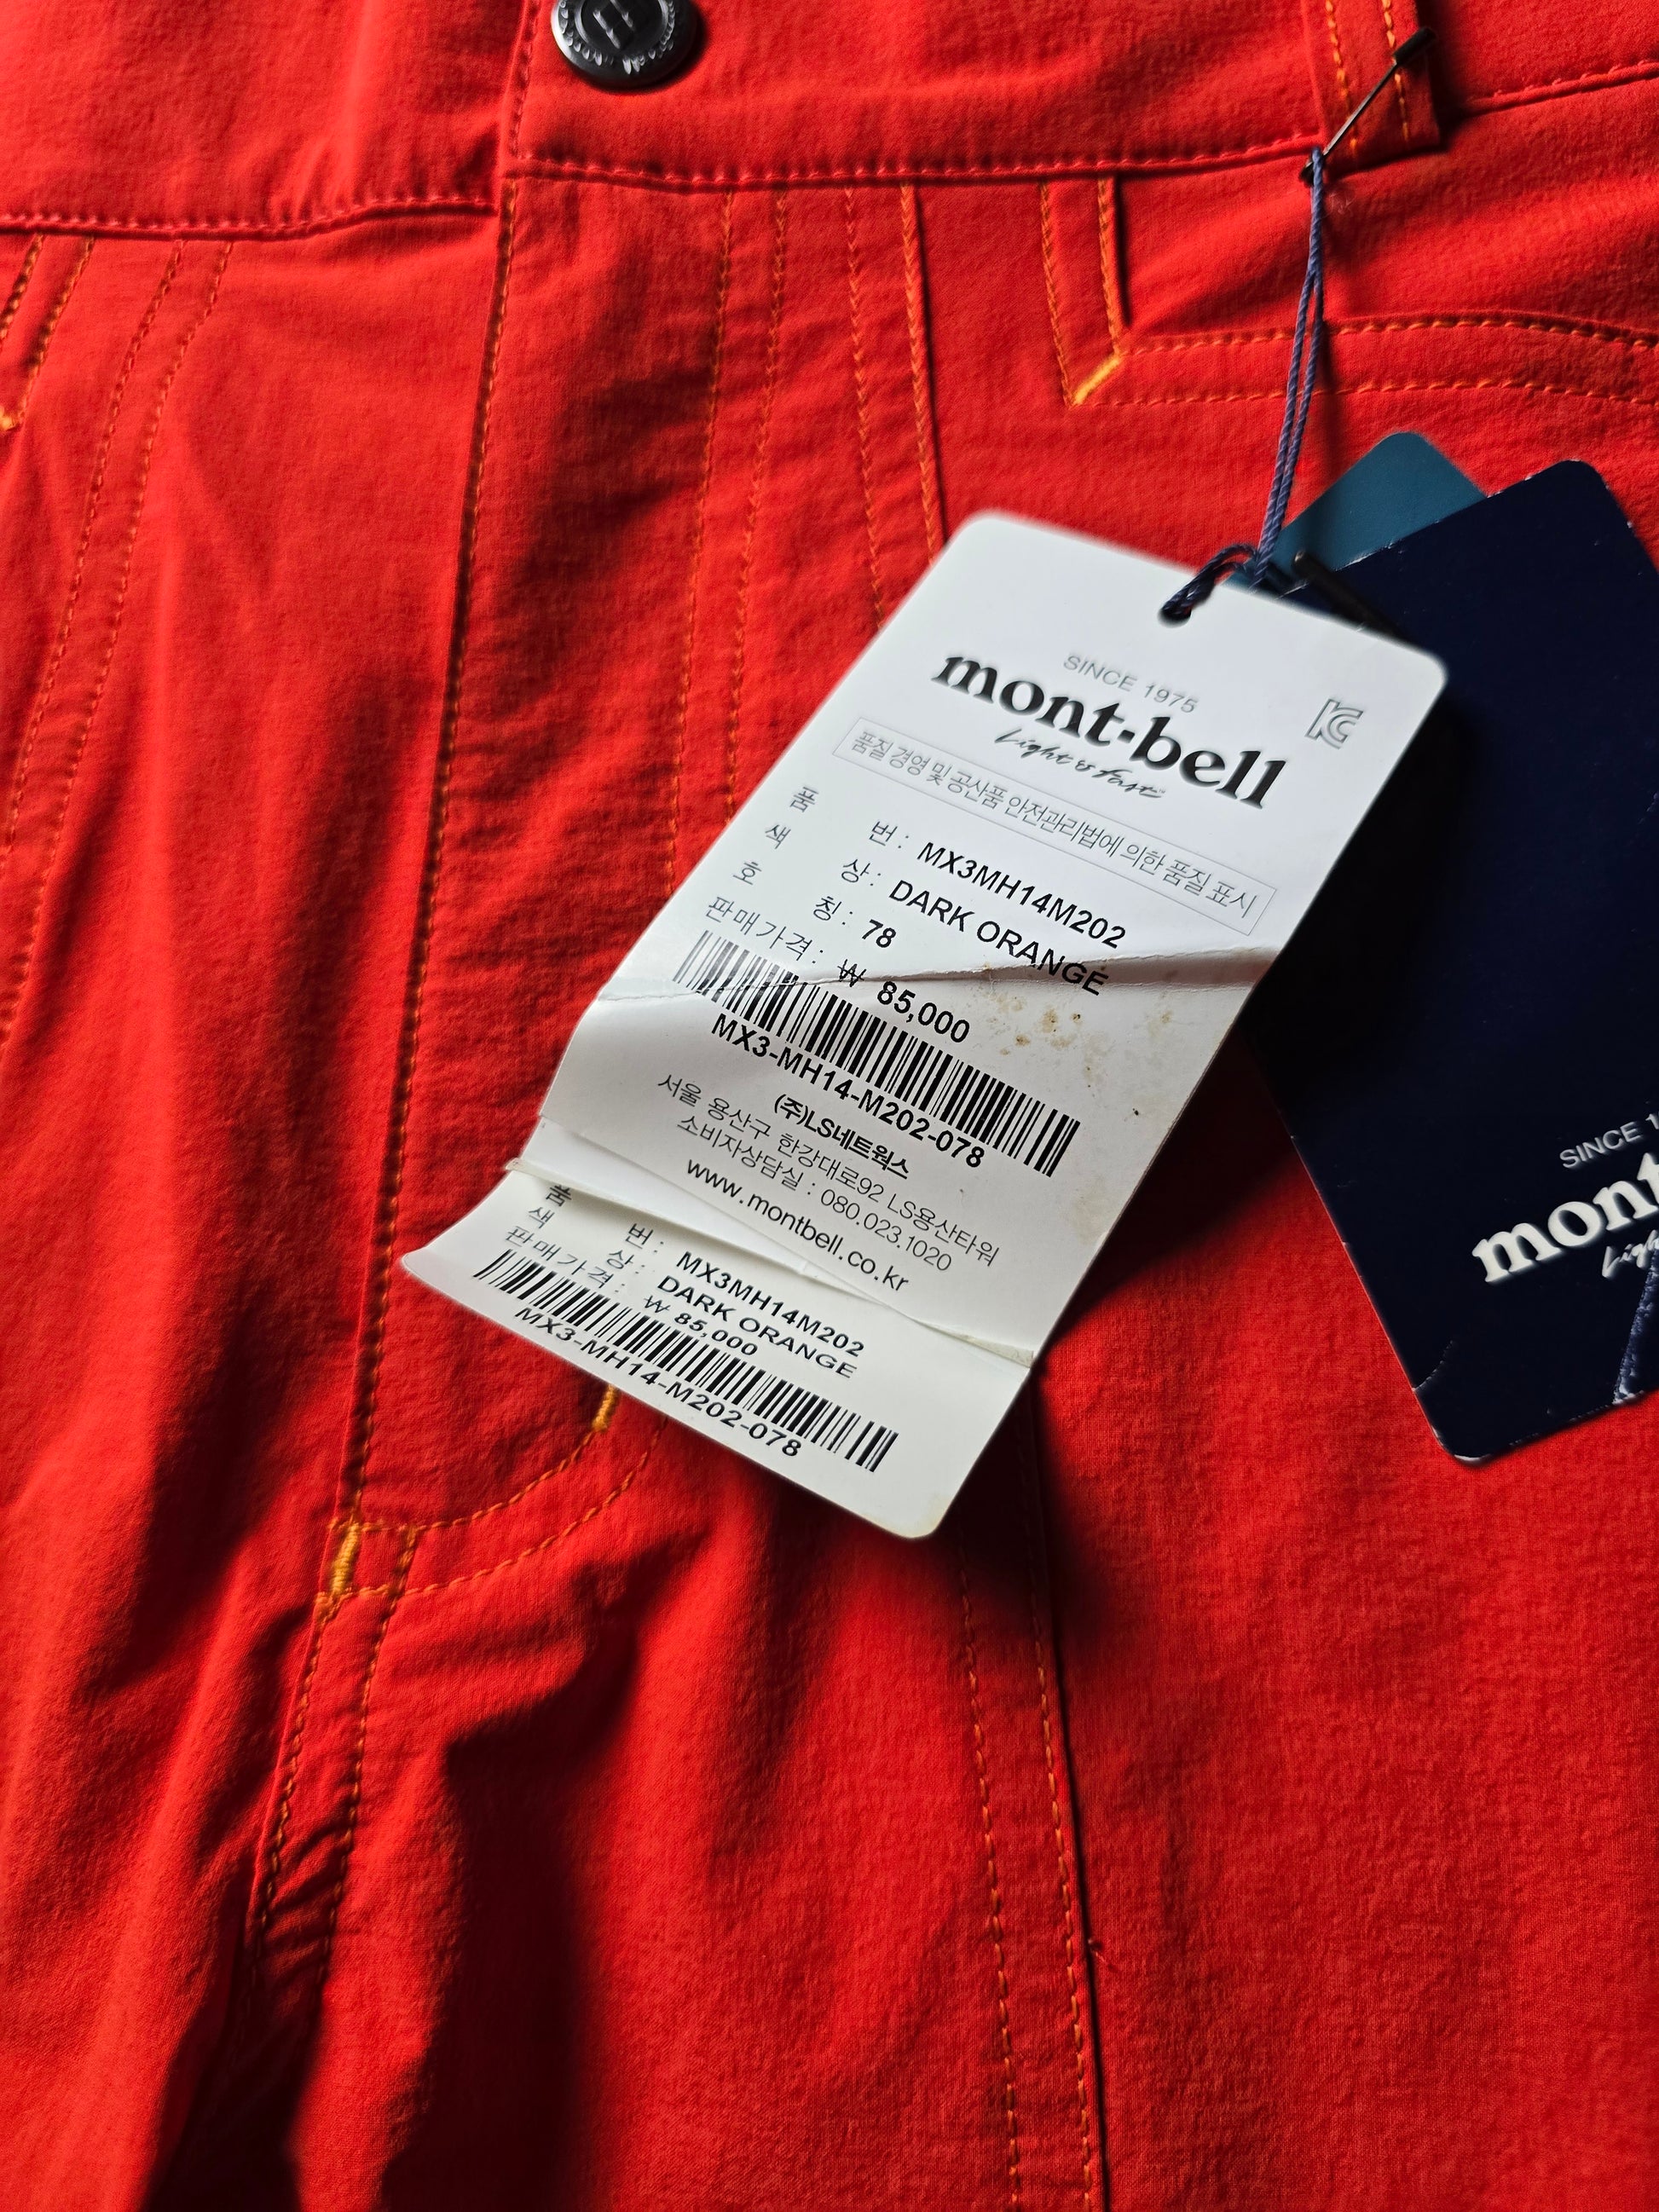 SINCE 1975
mont-bell
Light & Fast
품질 경영 및 공산품 안전관리법에 의한 품질 표시
품 번 : MX3MH14M202
색 상 : DARK ORANGE
호 칭 : 78
판매가격 : ₩ 85,000
MX3-MH14-M202-078
(주)LS네트웍스
서울 용산구 한강대로92 LS용산타워
소비자상담실 : 080.023.1020
www.montbell.co.kr
품 번 : MX3MH14M202
색 상 : DARK ORANGE
판매가격 : ₩ 85,000
MX3-MH14-M202-078
SINCE 1
mont
Ligh